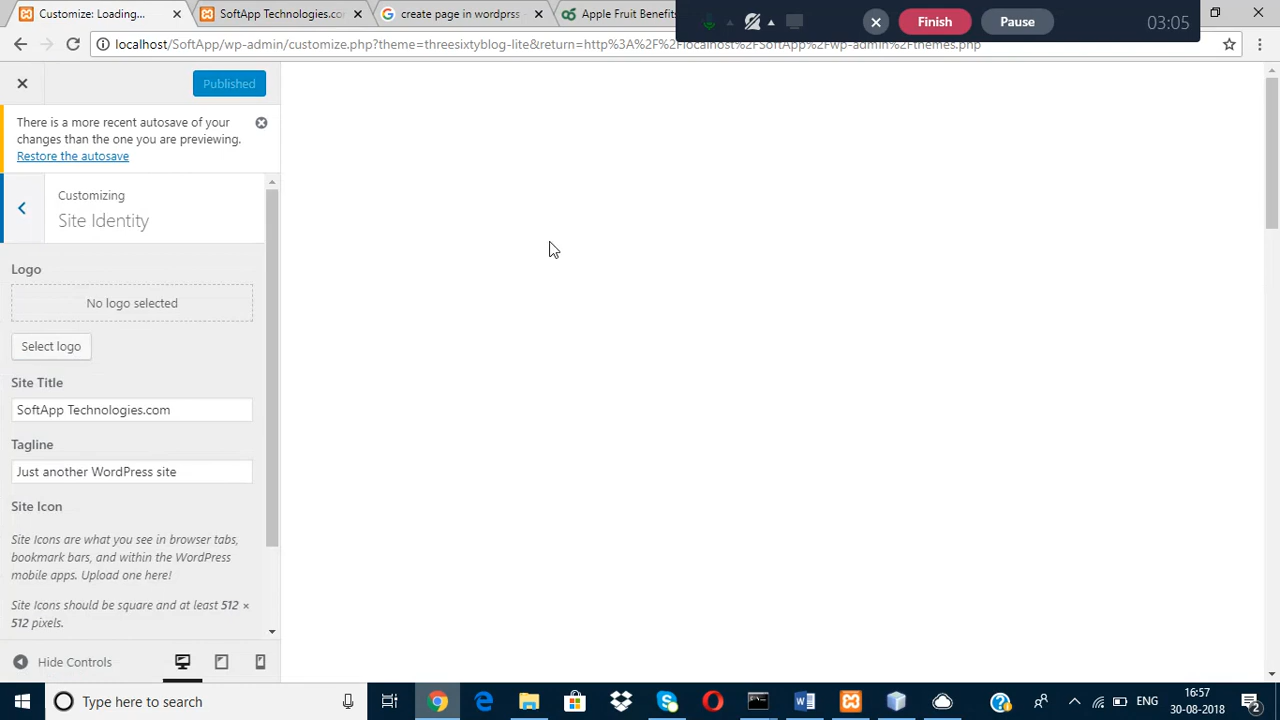 Customize: Loading...
SoftApp Technologies.com
create page in wordprss -
Apple Fruit Benefits
Finish
Pause
03:05
localhost/SoftApp/wp-admin/customize.php?theme=threesixtyblog-lite&return=http%3A%2F%2Flocalhost%2FSoftApp%2Fwp-admin%2Fthemes.php
Published
There is a more recent autosave of your
changes than the one you are previewing.
Restore the autosave
Customizing
Site Identity
Logo
No logo selected
Select logo
Site Title
SoftApp Technologies.com
Tagline
Just another WordPress site
Site Icon
Site Icons are what you see in browser tabs,
bookmark bars, and within the WordPress
mobile apps. Upload one here!
Site Icons should be square and at least 512 ×
512 pixels.
Hide Controls
Type here to search
ENG
16:57
30-08-2018
2